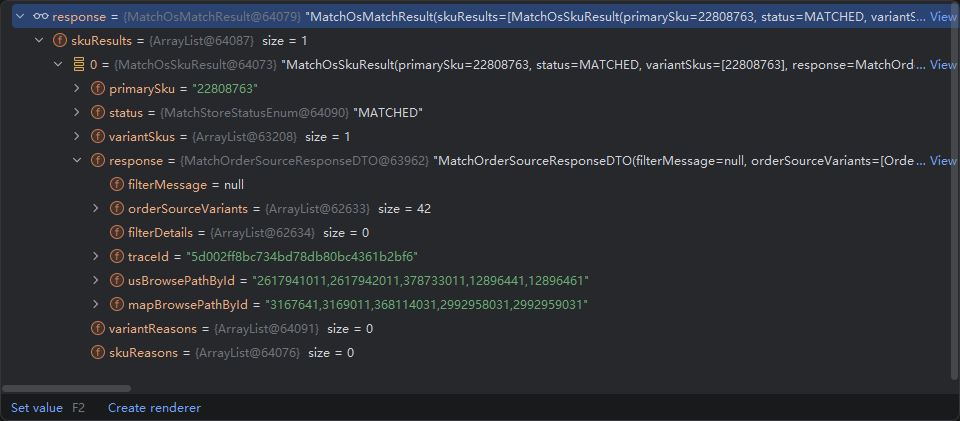 response = {MatchOsMatchResult@64079} "MatchOsMatchResult(skuResults=[MatchOsSkuResult(primarySku=22808763, status=MATCHED, variantS... View
skuResults = {ArrayList@64087} size = 1
0 = {MatchOsSkuResult@64073} "MatchOsSkuResult(primarySku=22808763, status=MATCHED, variantSkus=[22808763], response=MatchOrd... View
f primarySku = "22808763"
f status = {MatchStoreStatusEnum@64090} "MATCHED"
f variantSkus = {ArrayList@63208} size = 1
f response = {MatchOrderSourceResponseDTO@63962} "MatchOrderSourceResponseDTO(filterMessage=null, orderSourceVariants=[Orde... View
f filterMessage = null
f orderSourceVariants = {ArrayList@62633} size = 42
f filterDetails = {ArrayList@62634} size = 0
f traceId = "5d002ff8bc734bd78db80bc4361b2bf6"
f usBrowsePathById = "2617941011,2617942011,378733011,12896441,12896461"
f mapBrowsePathById = "3167641,3169011,368114031,2992958031,2992959031"
f variantReasons = {ArrayList@64091} size = 0
f skuReasons = {ArrayList@64076} size = 0
Set value F2 Create renderer